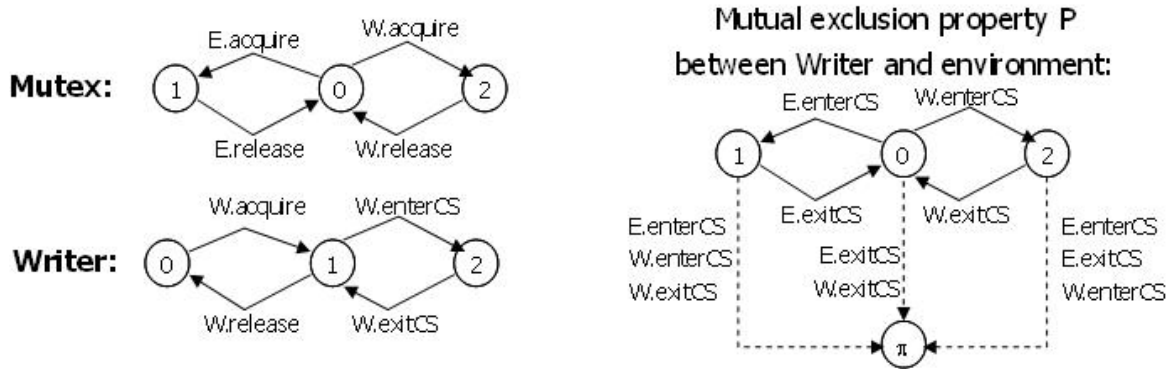 Mutex:
E.acquire
W.acquire
1
0
2
E.release
W.release
Writer:
W.acquire
W.enterCS
0
1
2
W.release
W.exitCS
Mutual exclusion property P
between Writer and environment:
E.enterCS
W.enterCS
1
0
2
E.exitCS
W.exitCS
E.enterCS
W.enterCS
W.exitCS
E.exitCS
W.exitCS
E.enterCS
E.exitCS
W.enterCS
π